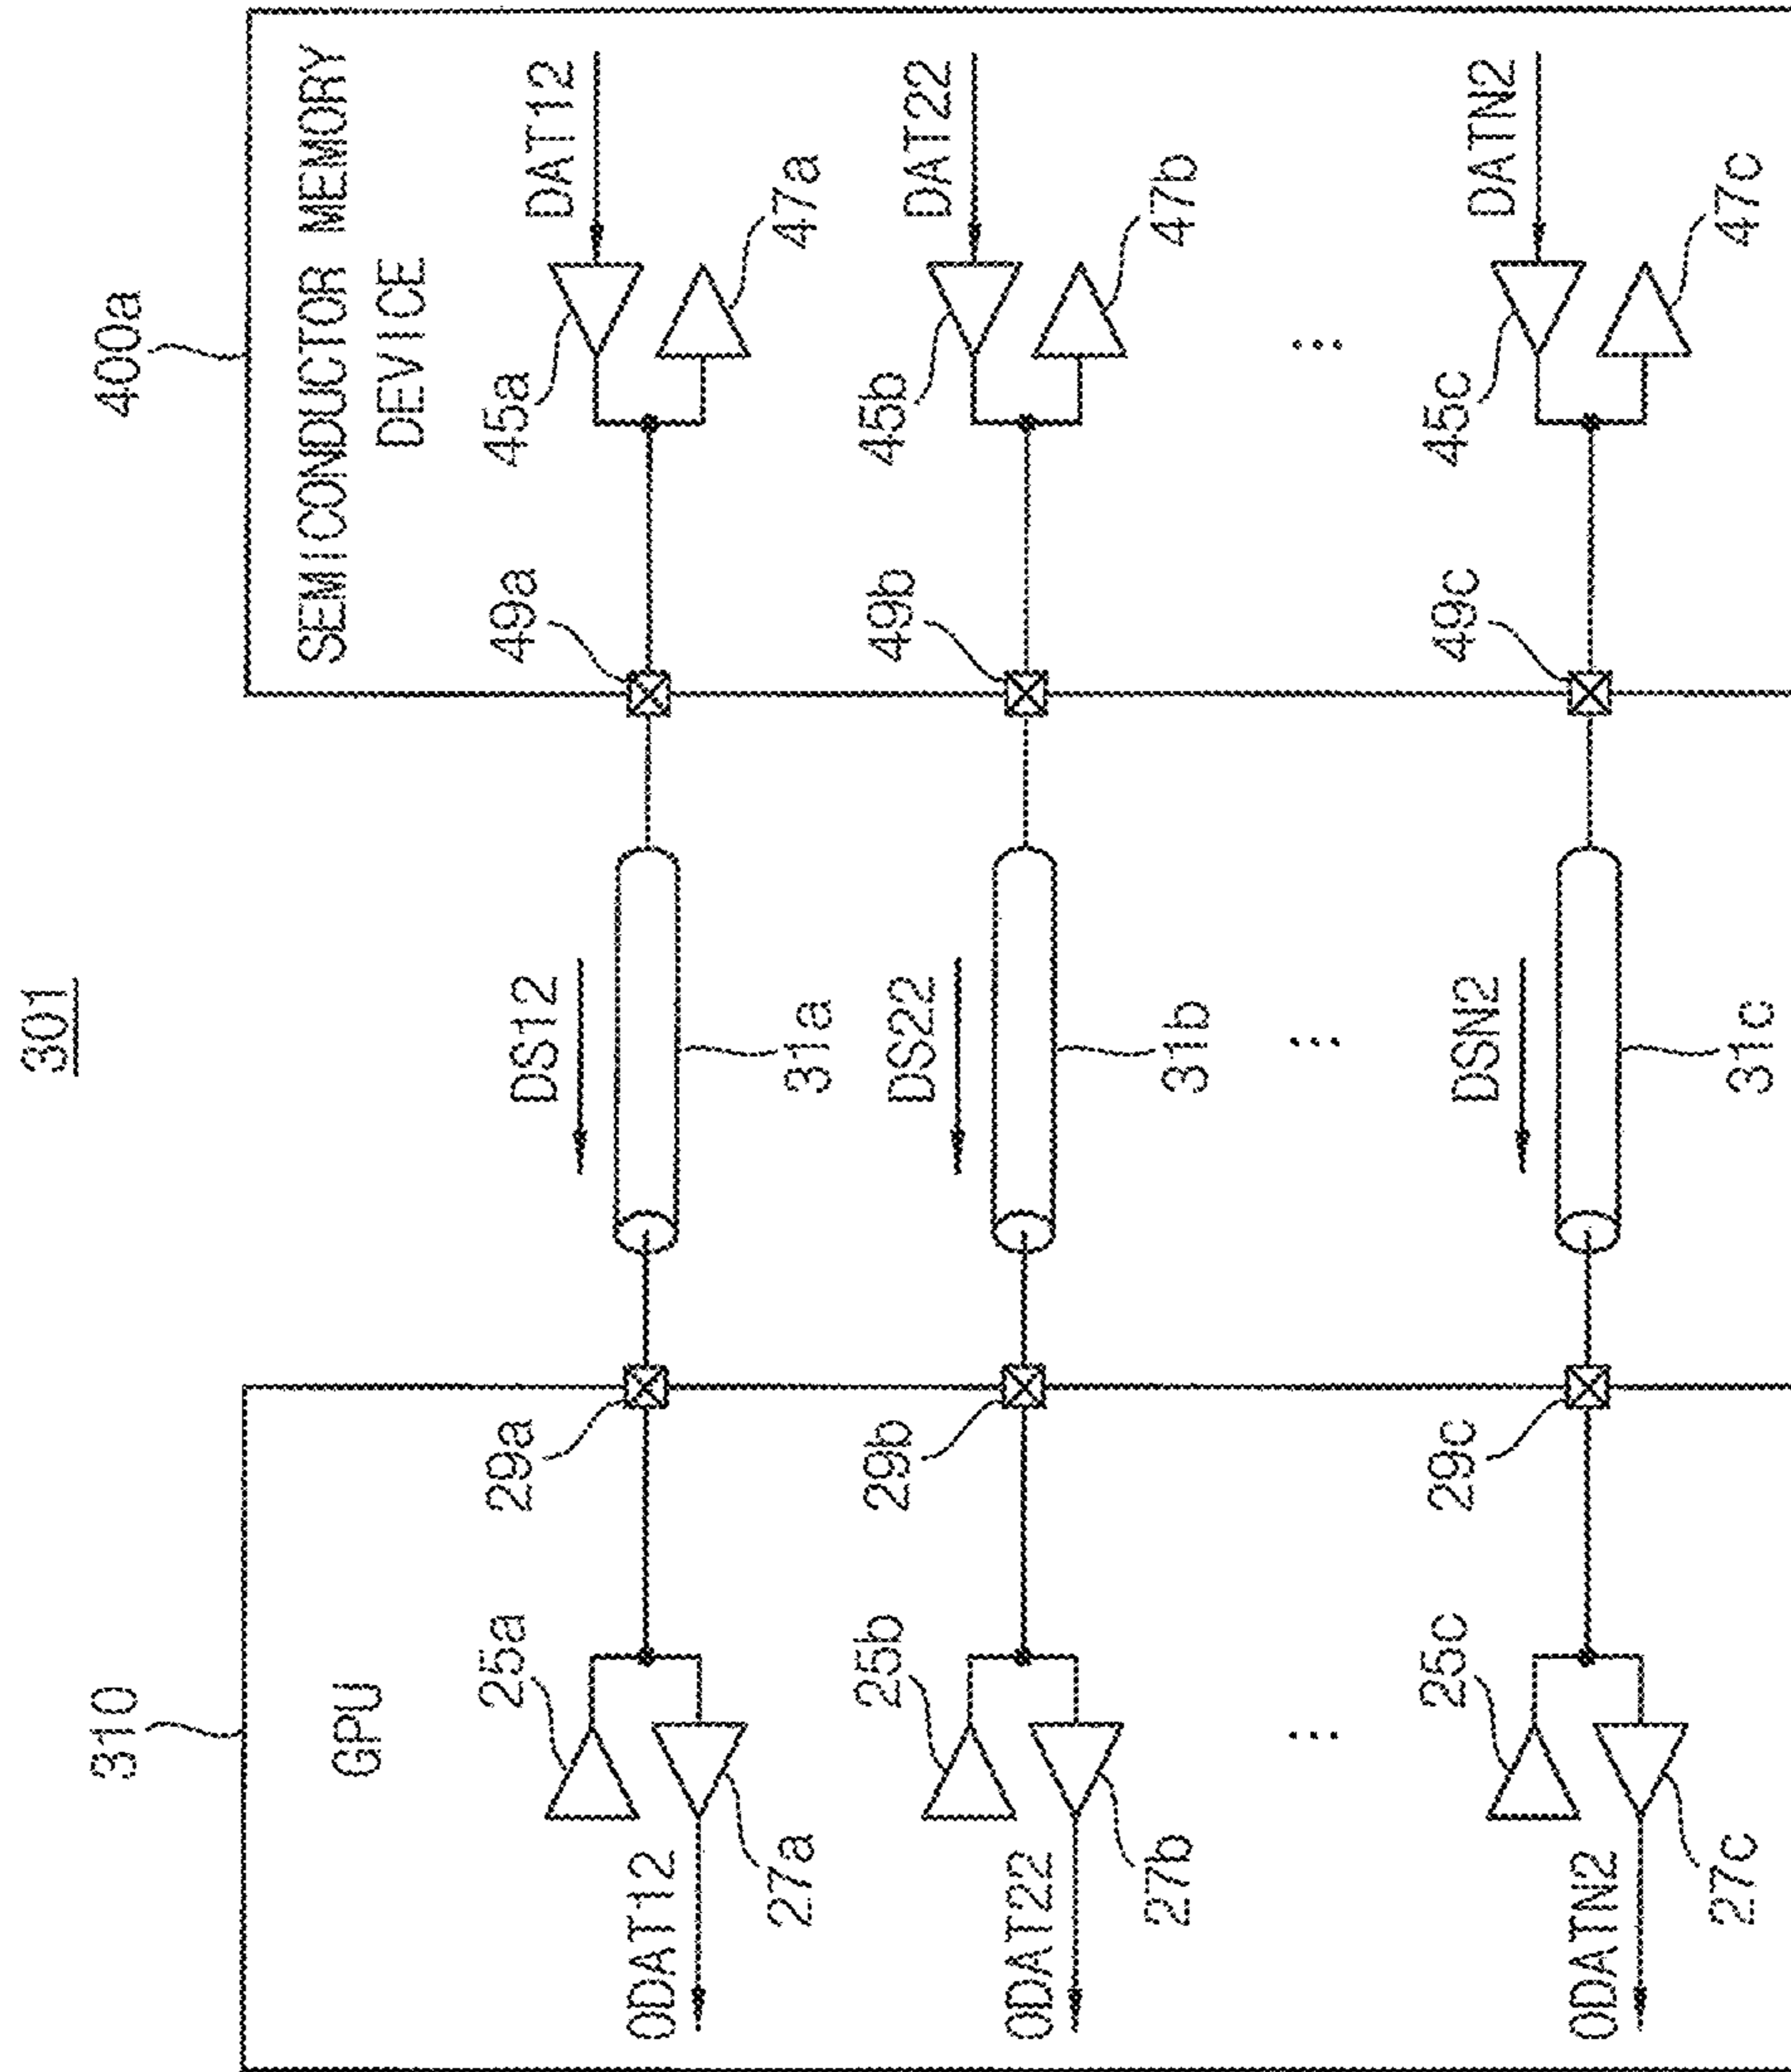 301
310
400a
GPU
SEMICONDUCTOR MEMORY
DEVICE
25a
29a
DS12
49a
45a
DAT12
ODAT12
27a
31a
47a
25b
29b
DS22
49b
45b
DAT22
ODAT22
27b
31b
47b
25c
29c
DSN2
49c
45c
DATN2
ODATN2
27c
31c
47c